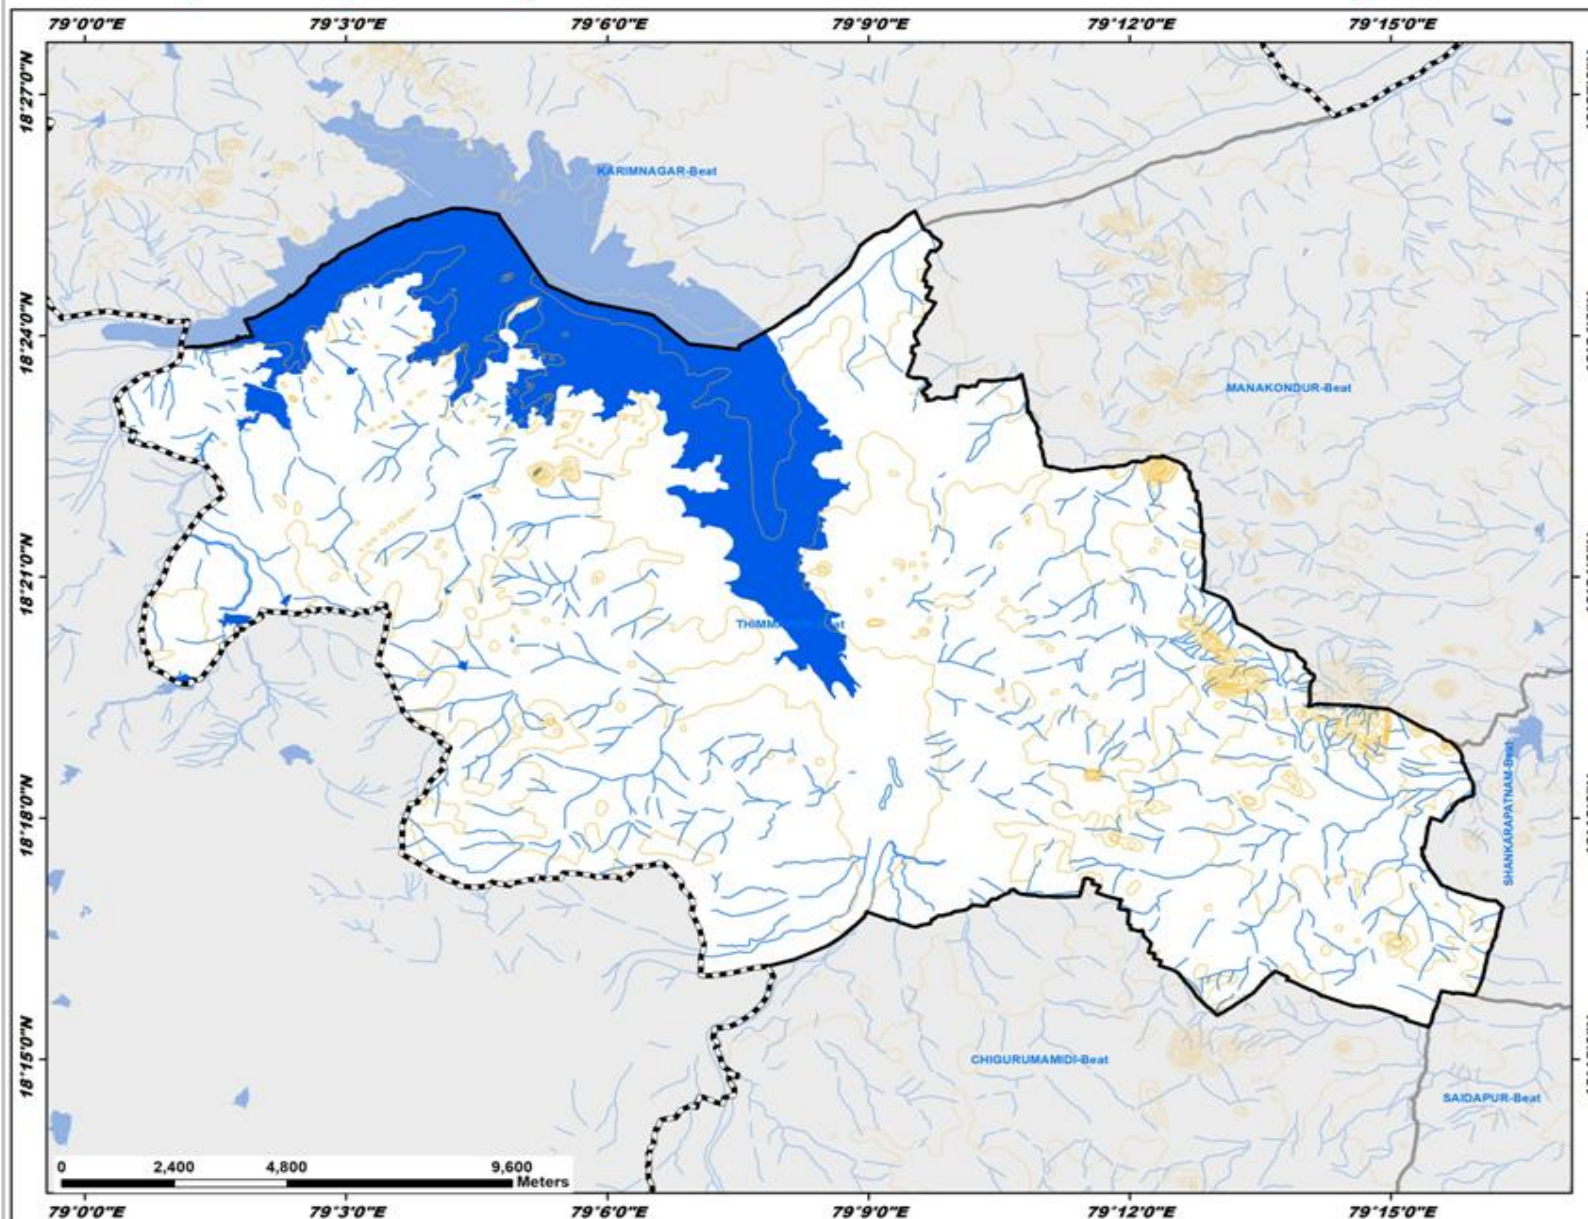 79°0'0"E 79°3'0"E 79°6'0"E 79°9'0"E 79°12'0"E 79°15'0"E
18°27'0"N
KARIMNAGAR-Beat
18°24'0"N
MANAKONDUR-Beat
18°21'0"N
18°18'0"N
SHANKARAPATNAM-Beat
18°15'0"N
CHIGURUMAMIDI-Beat
SAIDAPUR-Beat
0 2,400 4,800 9,600
Meters
79°0'0"E 79°3'0"E 79°6'0"E 79°9'0"E 79°12'0"E 79°15'0"E